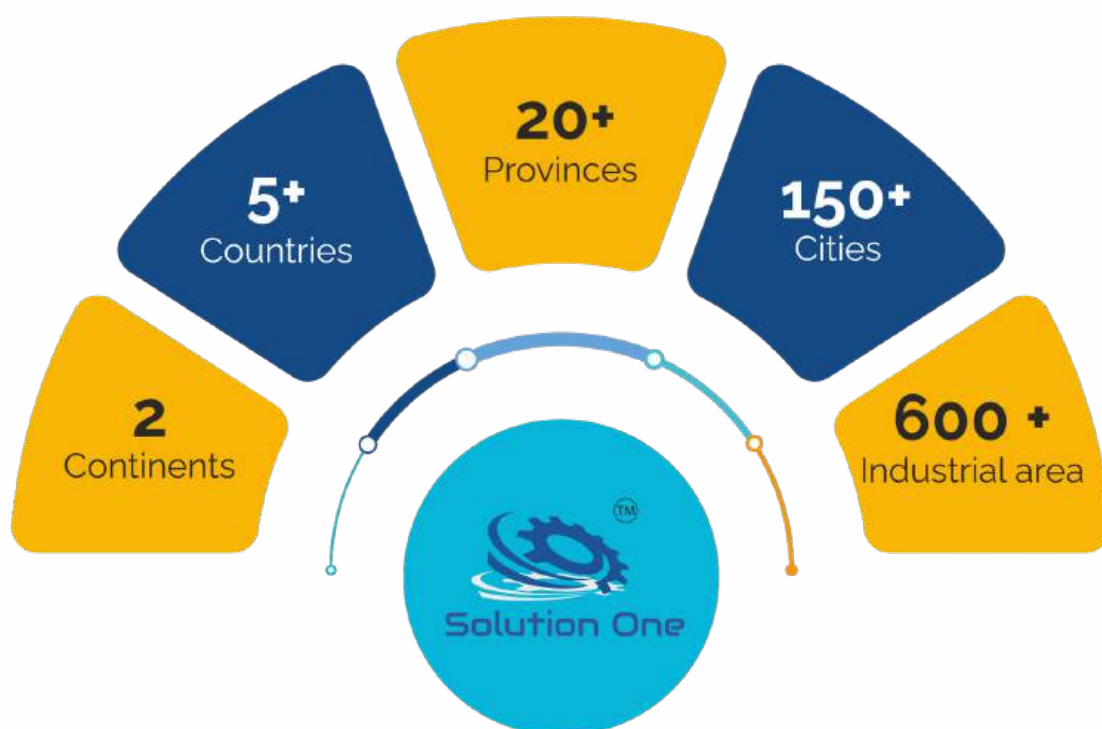 2
Continents
5+
Countries
20+
Provinces
150+
Cities
600 +
Industrial area
TM
Solution One